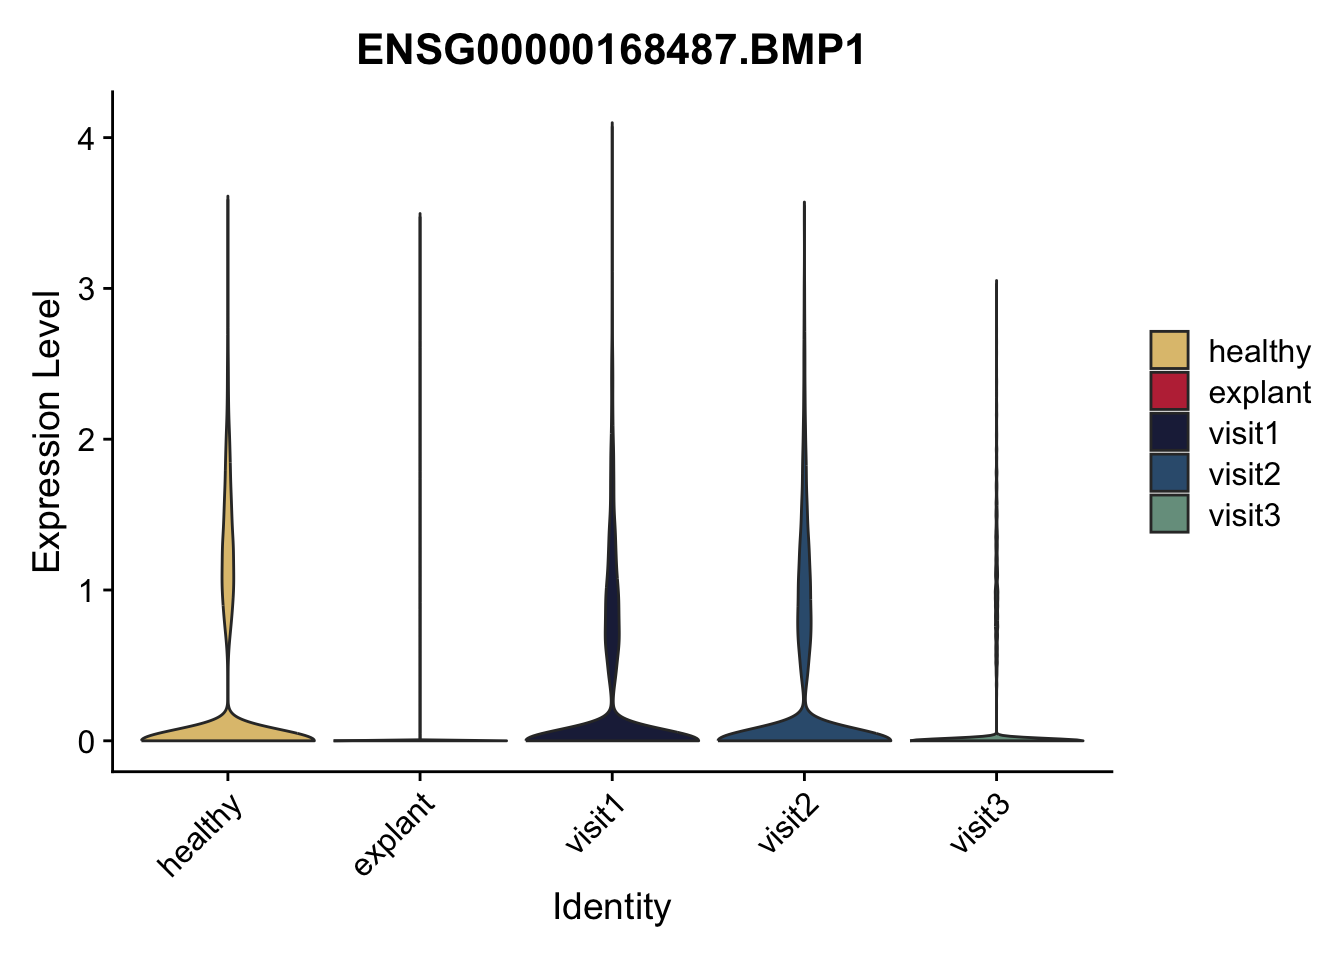 ENSG00000168487.BMP1
Expression Level
4
3
2
1
0
healthy
explant
visit1
visit2
visit3
Identity
healthy
explant
visit1
visit2
visit3